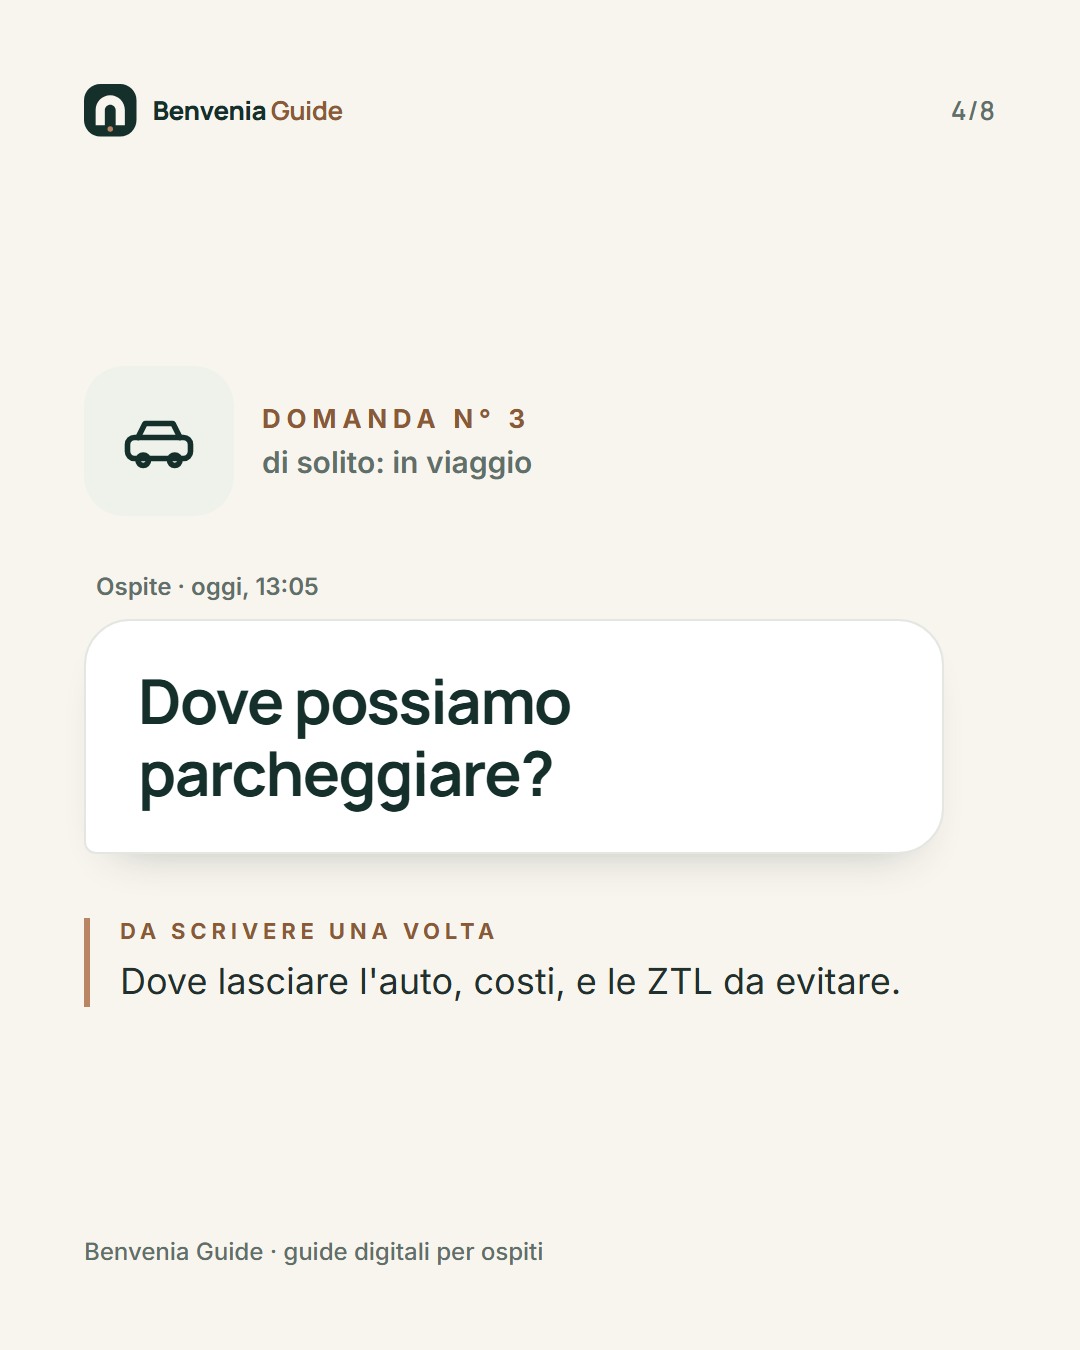 Benvenia Guide
4/8
DOMANDA N° 3
di solito: in viaggio
Ospite · oggi, 13:05
Dove possiamo
parcheggiare?
DA SCRIVERE UNA VOLTA
Dove lasciare l'auto, costi, e le ZTL da evitare.
Benvenia Guide · guide digitali per ospiti